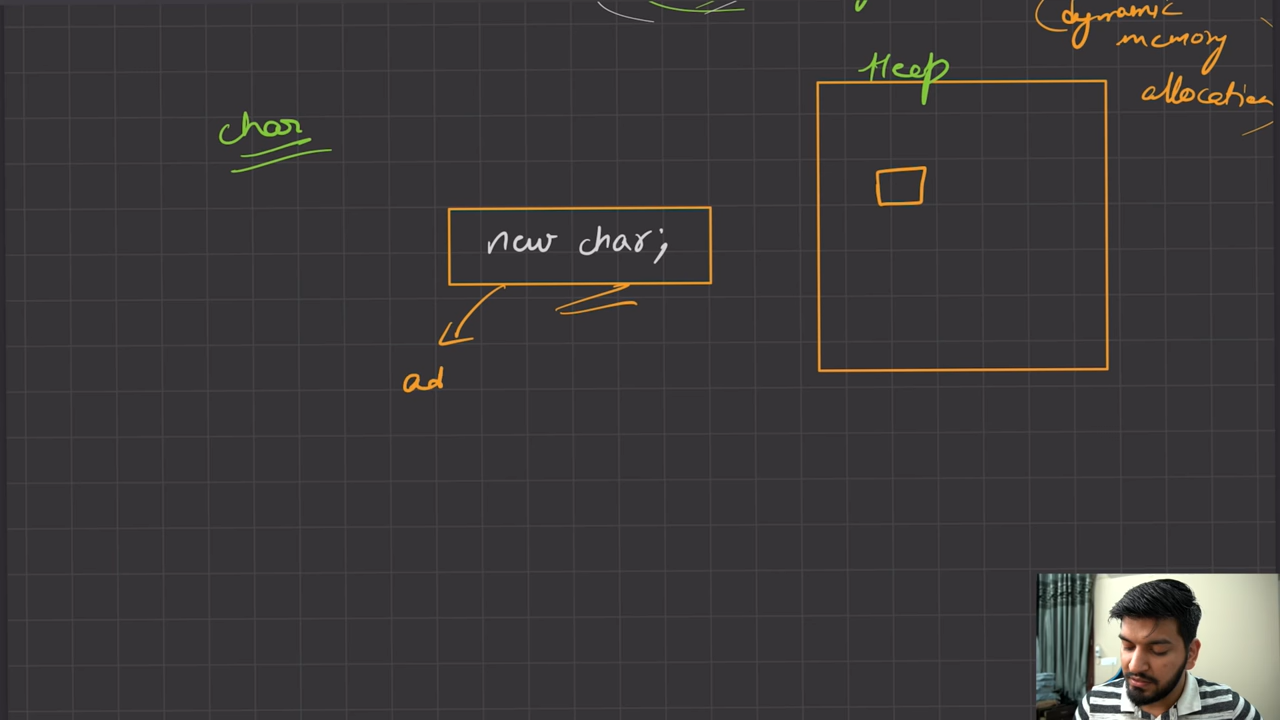 (dynamic
memory
allocation
Heap
char
new char;
ad